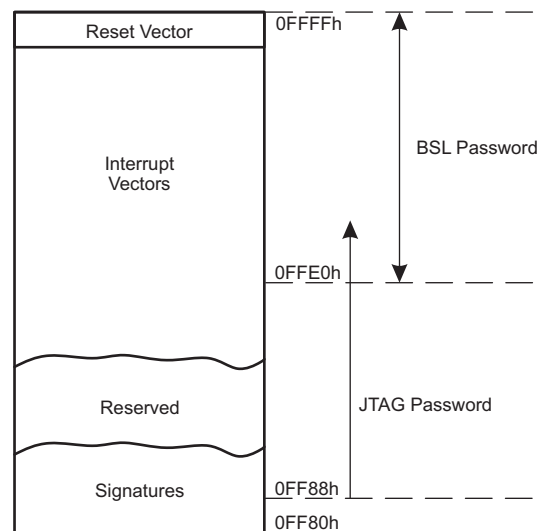 Reset Vector
0FFFFh
Interrupt
Vectors
BSL Password
0FFE0h
Reserved
JTAG Password
Signatures
0FF88h
0FF80h